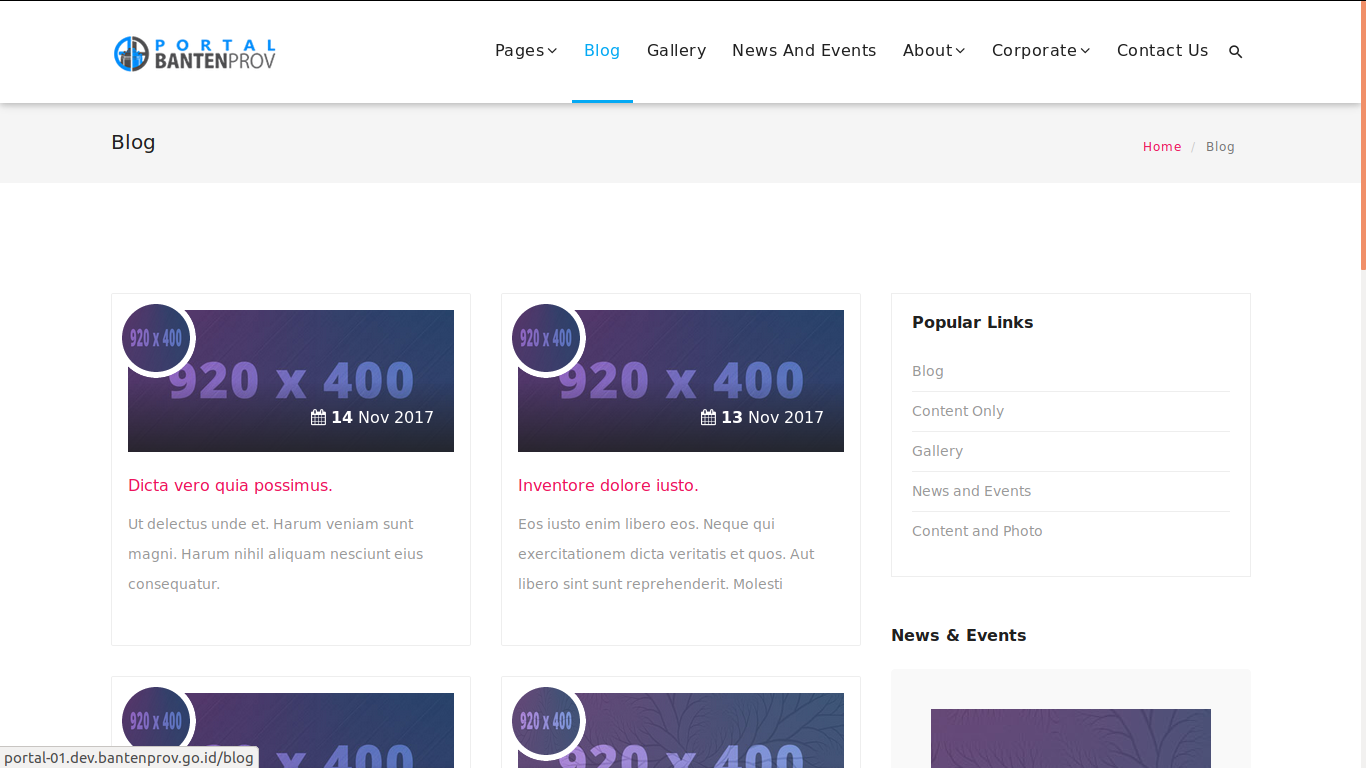 PORTAL
BANTENPROV
Pages Blog Gallery News And Events About Corporate Contact Us
Blog
Home / Blog
920 x 400
920 x 400
14 Nov 2017
Dicta vero quia possimus.
Ut delectus unde et. Harum veniam sunt
magni. Harum nihil aliquam nesciunt eius
consequatur.
920 x 400
920 x 400
13 Nov 2017
Inventore dolore iusto.
Eos iusto enim libero eos. Neque qui
exercitationem dicta veritatis et quos. Aut
libero sint sunt reprehenderit. Molesti
Popular Links
Blog
Content Only
Gallery
News and Events
Content and Photo
News & Events
920 x 400
920 x 400
920 x 400
920 x 400
portal-01.dev.bantenprov.go.id/blog